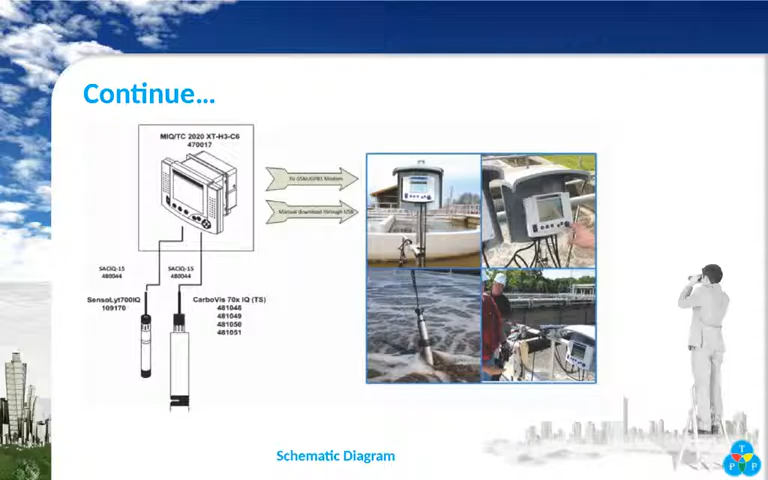 Continue...
MIQ/TC 2020 XT-H3-C6
470017
To GSM/GPRS Modem
Manual download through USB
SACIQ-15
480044
SACIQ-15
480044
SensoLyt700IQ
109170
CarboVis 70x IQ (TS)
481048
481049
481050
481051
Schematic Diagram
T
P P